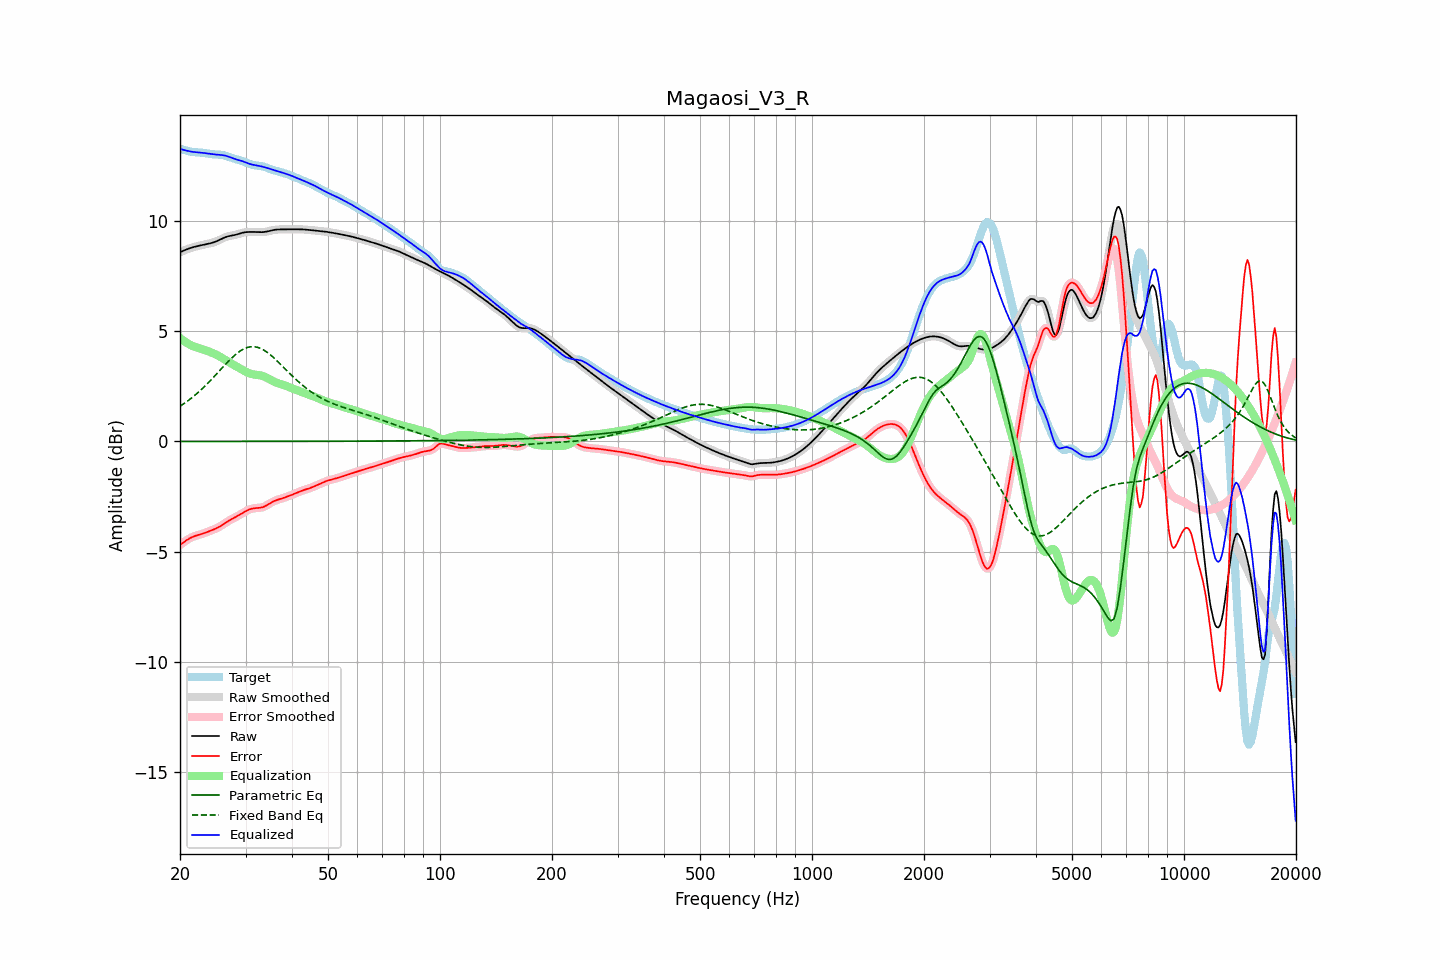 Magaosi_V3_R
Amplitude (dBr)
10
5
0
−5
−10
−15
Target
Raw Smoothed
Error Smoothed
Raw
Error
Equalization
Parametric Eq
Fixed Band Eq
Equalized
20 50 100 200 500 1000 2000 5000 10000 20000
Frequency (Hz)